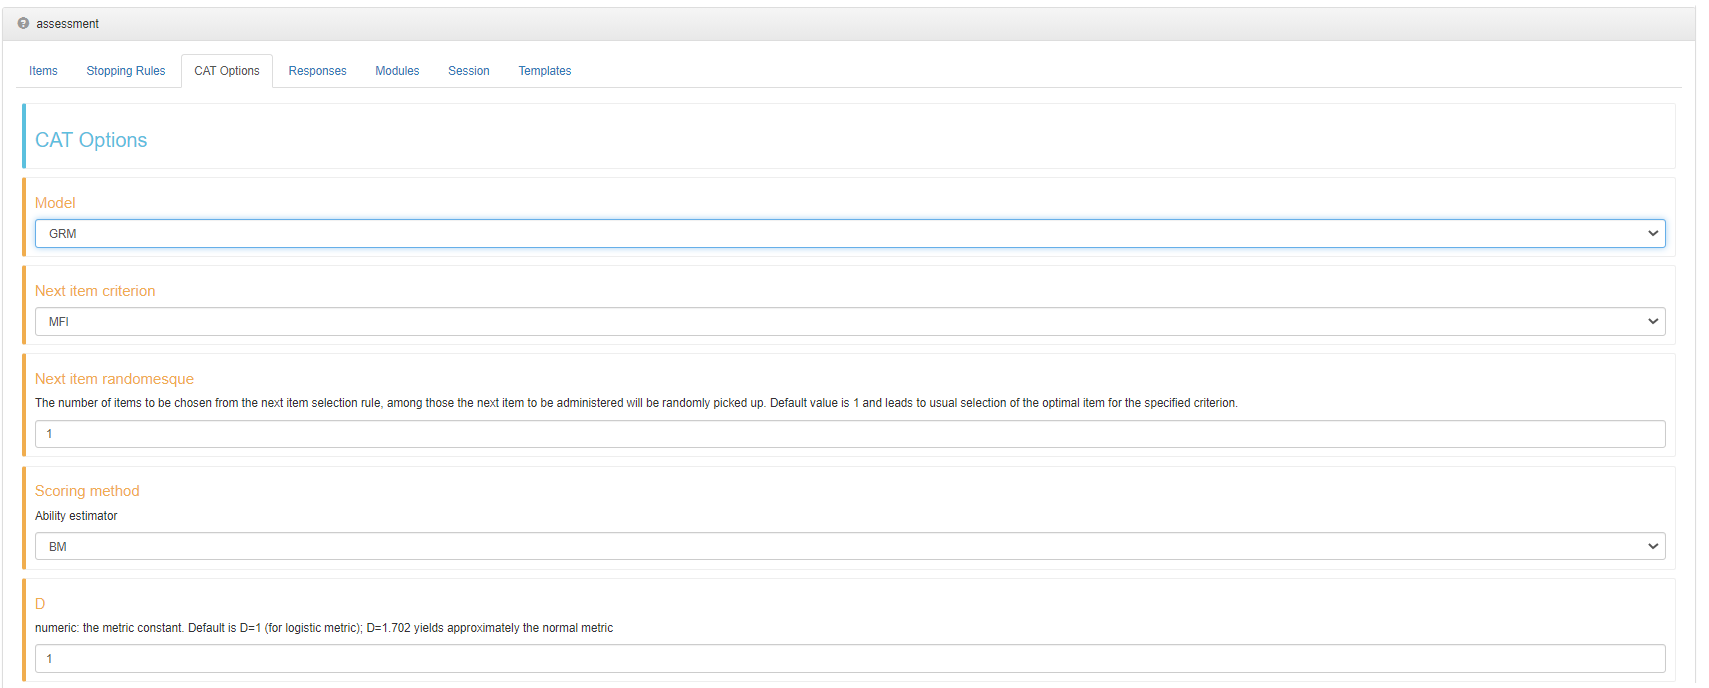 assessment
Items Stopping Rules CAT Options Responses Modules Session Templates
CAT Options
Model
GRM
Next item criterion
MFI
Next item randomesque
The number of items to be chosen from the next item selection rule, among those the next item to be administered will be randomly picked up. Default value is 1 and leads to usual selection of the optimal item for the specified criterion.
1
Scoring method
Ability estimator
BM
D
numeric: the metric constant. Default is D=1 (for logistic metric); D=1.702 yields approximately the normal metric
1